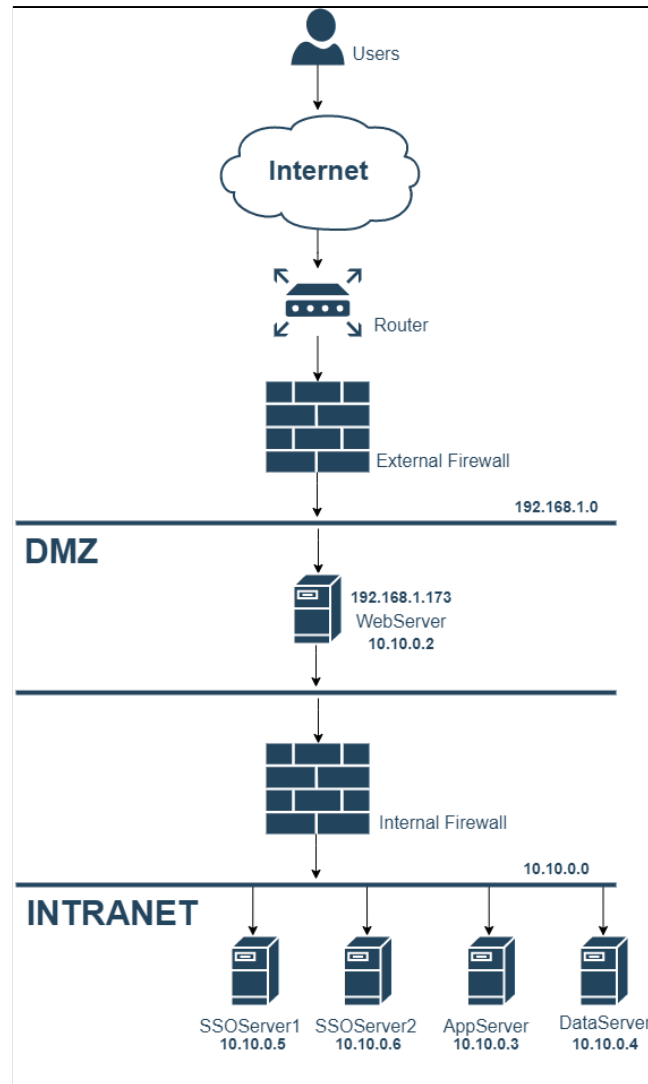 Users
Internet
Router
External Firewall
192.168.1.0
DMZ
192.168.1.173
WebServer
10.10.0.2
Internal Firewall
10.10.0.0
INTRANET
SSOServer1 SSOServer2 AppServer DataServer
10.10.0.5 10.10.0.6 10.10.0.3 10.10.0.4